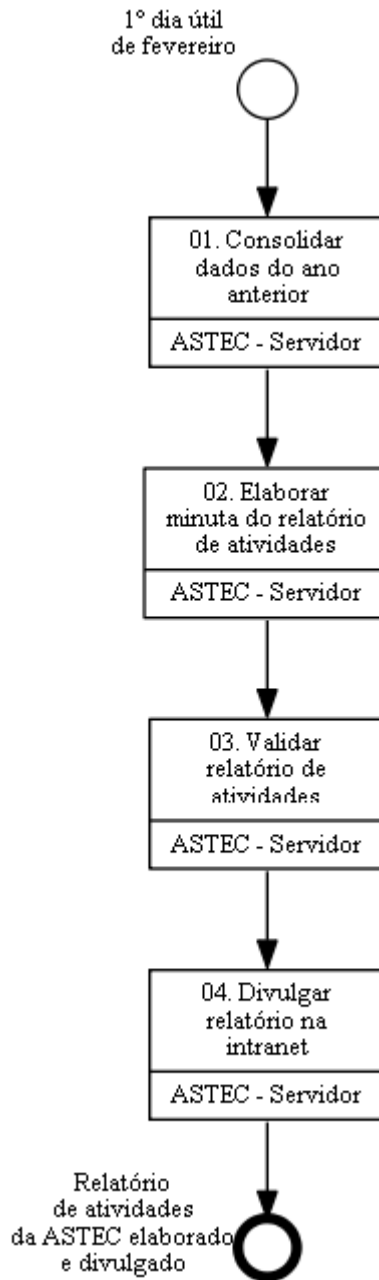 1º dia útil
de fevereiro
01. Consolidar
dados do ano
anterior
ASTEC - Servidor
02. Elaborar
minuta do relatório
de atividades
ASTEC - Servidor
03. Validar
relatório de
atividades
ASTEC - Servidor
04. Divulgar
relatório na
intranet
ASTEC - Servidor
Relatório
de atividades
da ASTEC elaborado
e divulgado